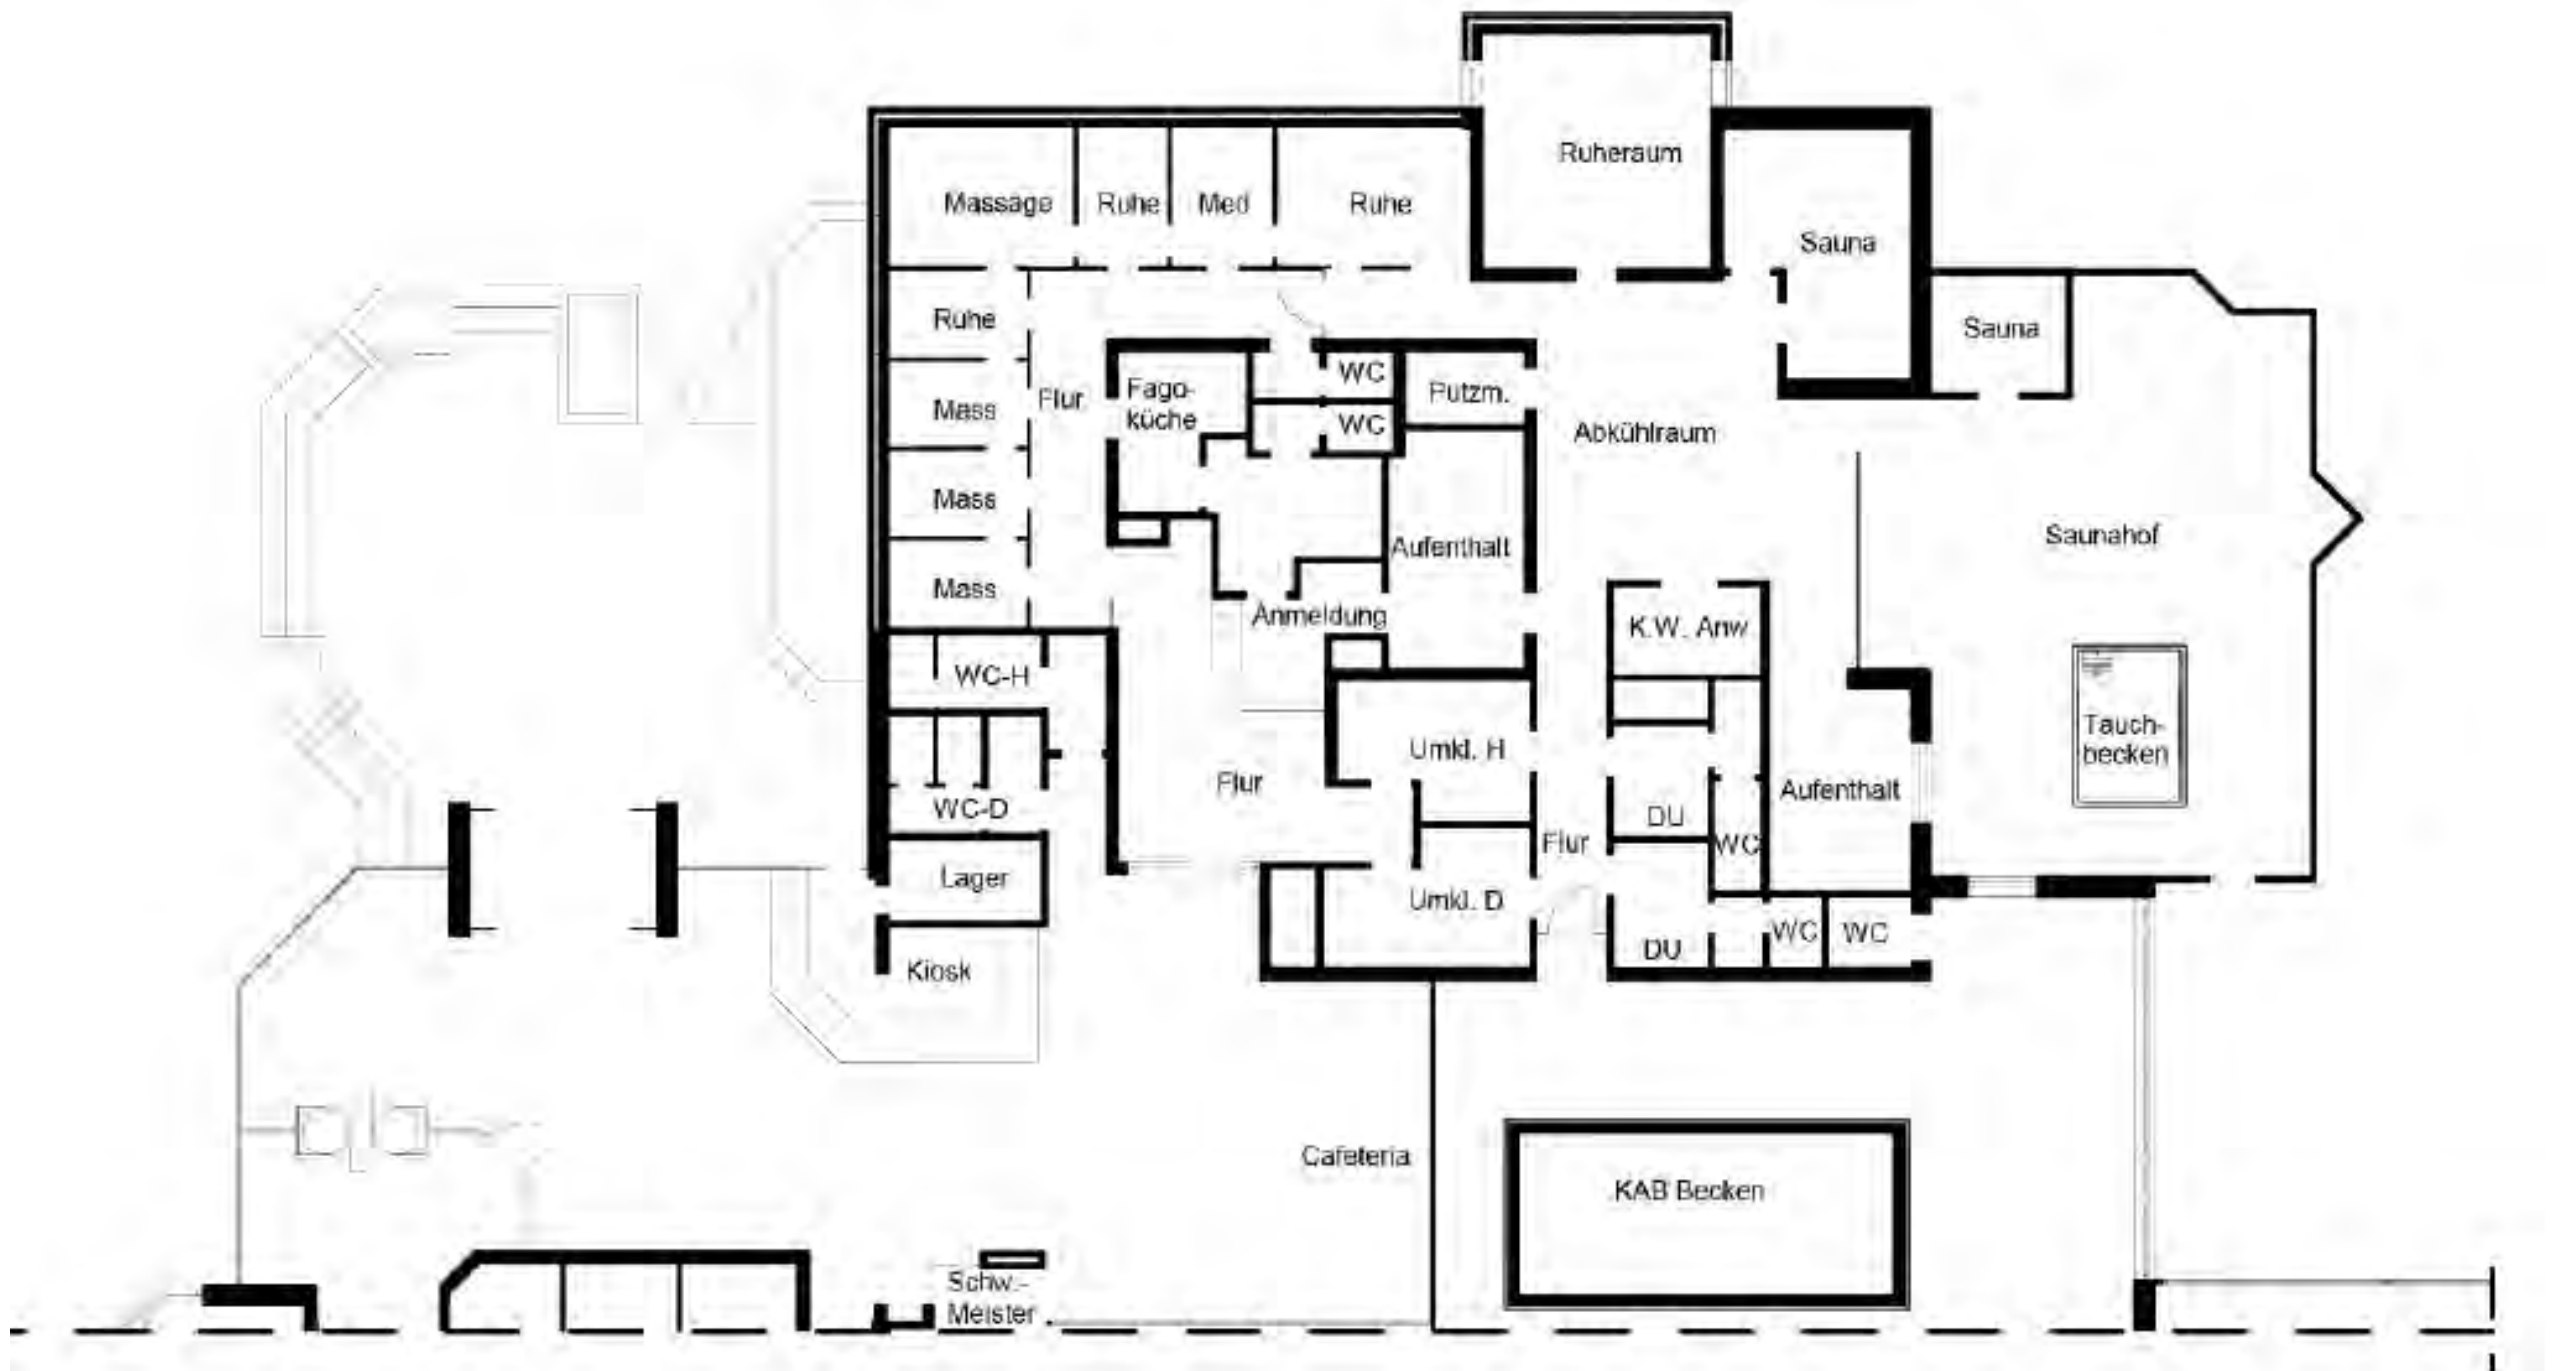 Ruheraum
Massage
Ruhe
Med
Ruhe
Sauna
Ruhe
Sauna
WC
Flur
Fago-
küche
Putzm.
Mass
WC
Abkühlraum
Mass
Saunahof
Aufenthalt
Mass
Anmeldung
K.W. Anw
WC-H
Tauch-
becken
Umkl. H
Flur
Aufenthalt
WC-D
DU
Flur
WC
Lager
Umkl. D
WC
WC
DU
Kiosk
Cafeteria
KAB Becken
Schw.-
Meister